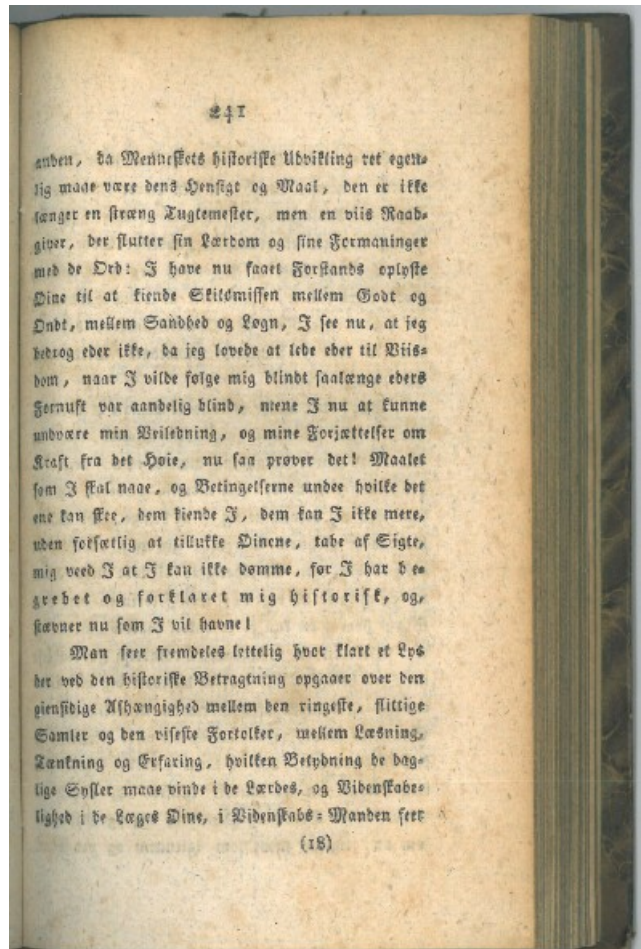 241
anden, da Menneskets historiske Udvikling ret egen-
lig maae være dens Hensigt og Maal, den er ikke
længer en stræng Tugtemester, men en viis Raad-
giver, der slutter sin Lærdom og sine Formaninger
med de Ord: I have nu faaet Forstands oplyste
Øine til at kiende Skilsmissen mellem Godt og
Ondt, mellem Sandhed og Løgn, I see nu, at jeg
bedrog eder ikke, da jeg lovede at lede eder til Viis-
dom, naar I vilde følge mig blindt saalænge eders
Fornuft var aandelig blind, mene I nu at kunne
undvære min Veiledning, og mine Forjættelser om
Kraft fra det Høie, nu saa prøver det! Maalet
som I skal naae, og Betingelserne under hvilke det
ene kan skee, dem kiende I, dem kan I ikke mere,
uden forsætlig at tillukke Øinene, tabe af Sigte,
mig veed I at I kan ikke dømme, før I har be-
grebet og forklaret mig historisk, og,
stævner nu som I vil havne!
Man seer fremdeles lettelig hvor klart et Lys
der ved den historiske Betragtning opgaaer over den
giensidige Afhængighed mellem den ringeste, flittige
Samler og den viseste Fortolker, mellem Læsning,
Tænkning og Erfaring, hvilken Betydning de dag-
lige Sysler maae vinde i de Lærdes, og Videnskabe-
lighed i de Læges Øine, i Videnskabs-Manden seer
(18)